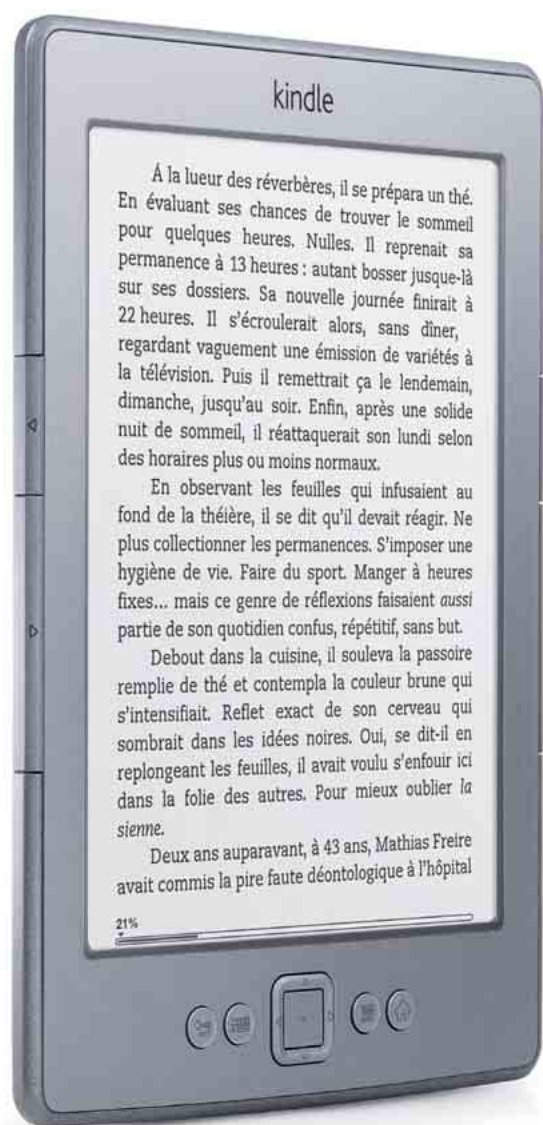 kindle
À la lueur des réverbères, il se prépara un thé.
En évaluant ses chances de trouver le sommeil
pour quelques heures. Nulles. Il reprenait sa
permanence à 13 heures : autant bosser jusque-là
sur ses dossiers. Sa nouvelle journée finirait à
22 heures. Il s’écroulerait alors, sans dîner,
regardant vaguement une émission de variétés à
la télévision. Puis il remettrait ça le lendemain,
dimanche, jusqu’au soir. Enfin, après une solide
nuit de sommeil, il réattaquerait son lundi selon
des horaires plus ou moins normaux.
En observant les feuilles qui infusaient au
fond de la théière, il se dit qu’il devait réagir. Ne
plus collectionner les permanences. S’imposer une
hygiène de vie. Faire du sport. Manger à heures
fixes... mais ce genre de réflexions faisaient aussi
partie de son quotidien confus, répétitif, sans but.
Debout dans la cuisine, il souleva la passoire
remplie de thé et contempla la couleur brune qui
s’intensifiait. Reflet exact de son cerveau qui
sombrait dans les idées noires. Oui, se dit-il en
replongeant les feuilles, il avait voulu s’enfouir ici
dans la folie des autres. Pour mieux oublier la
sienne.
Deux ans auparavant, à 43 ans, Mathias Freire
avait commis la pire faute déontologique à l’hôpital
21%